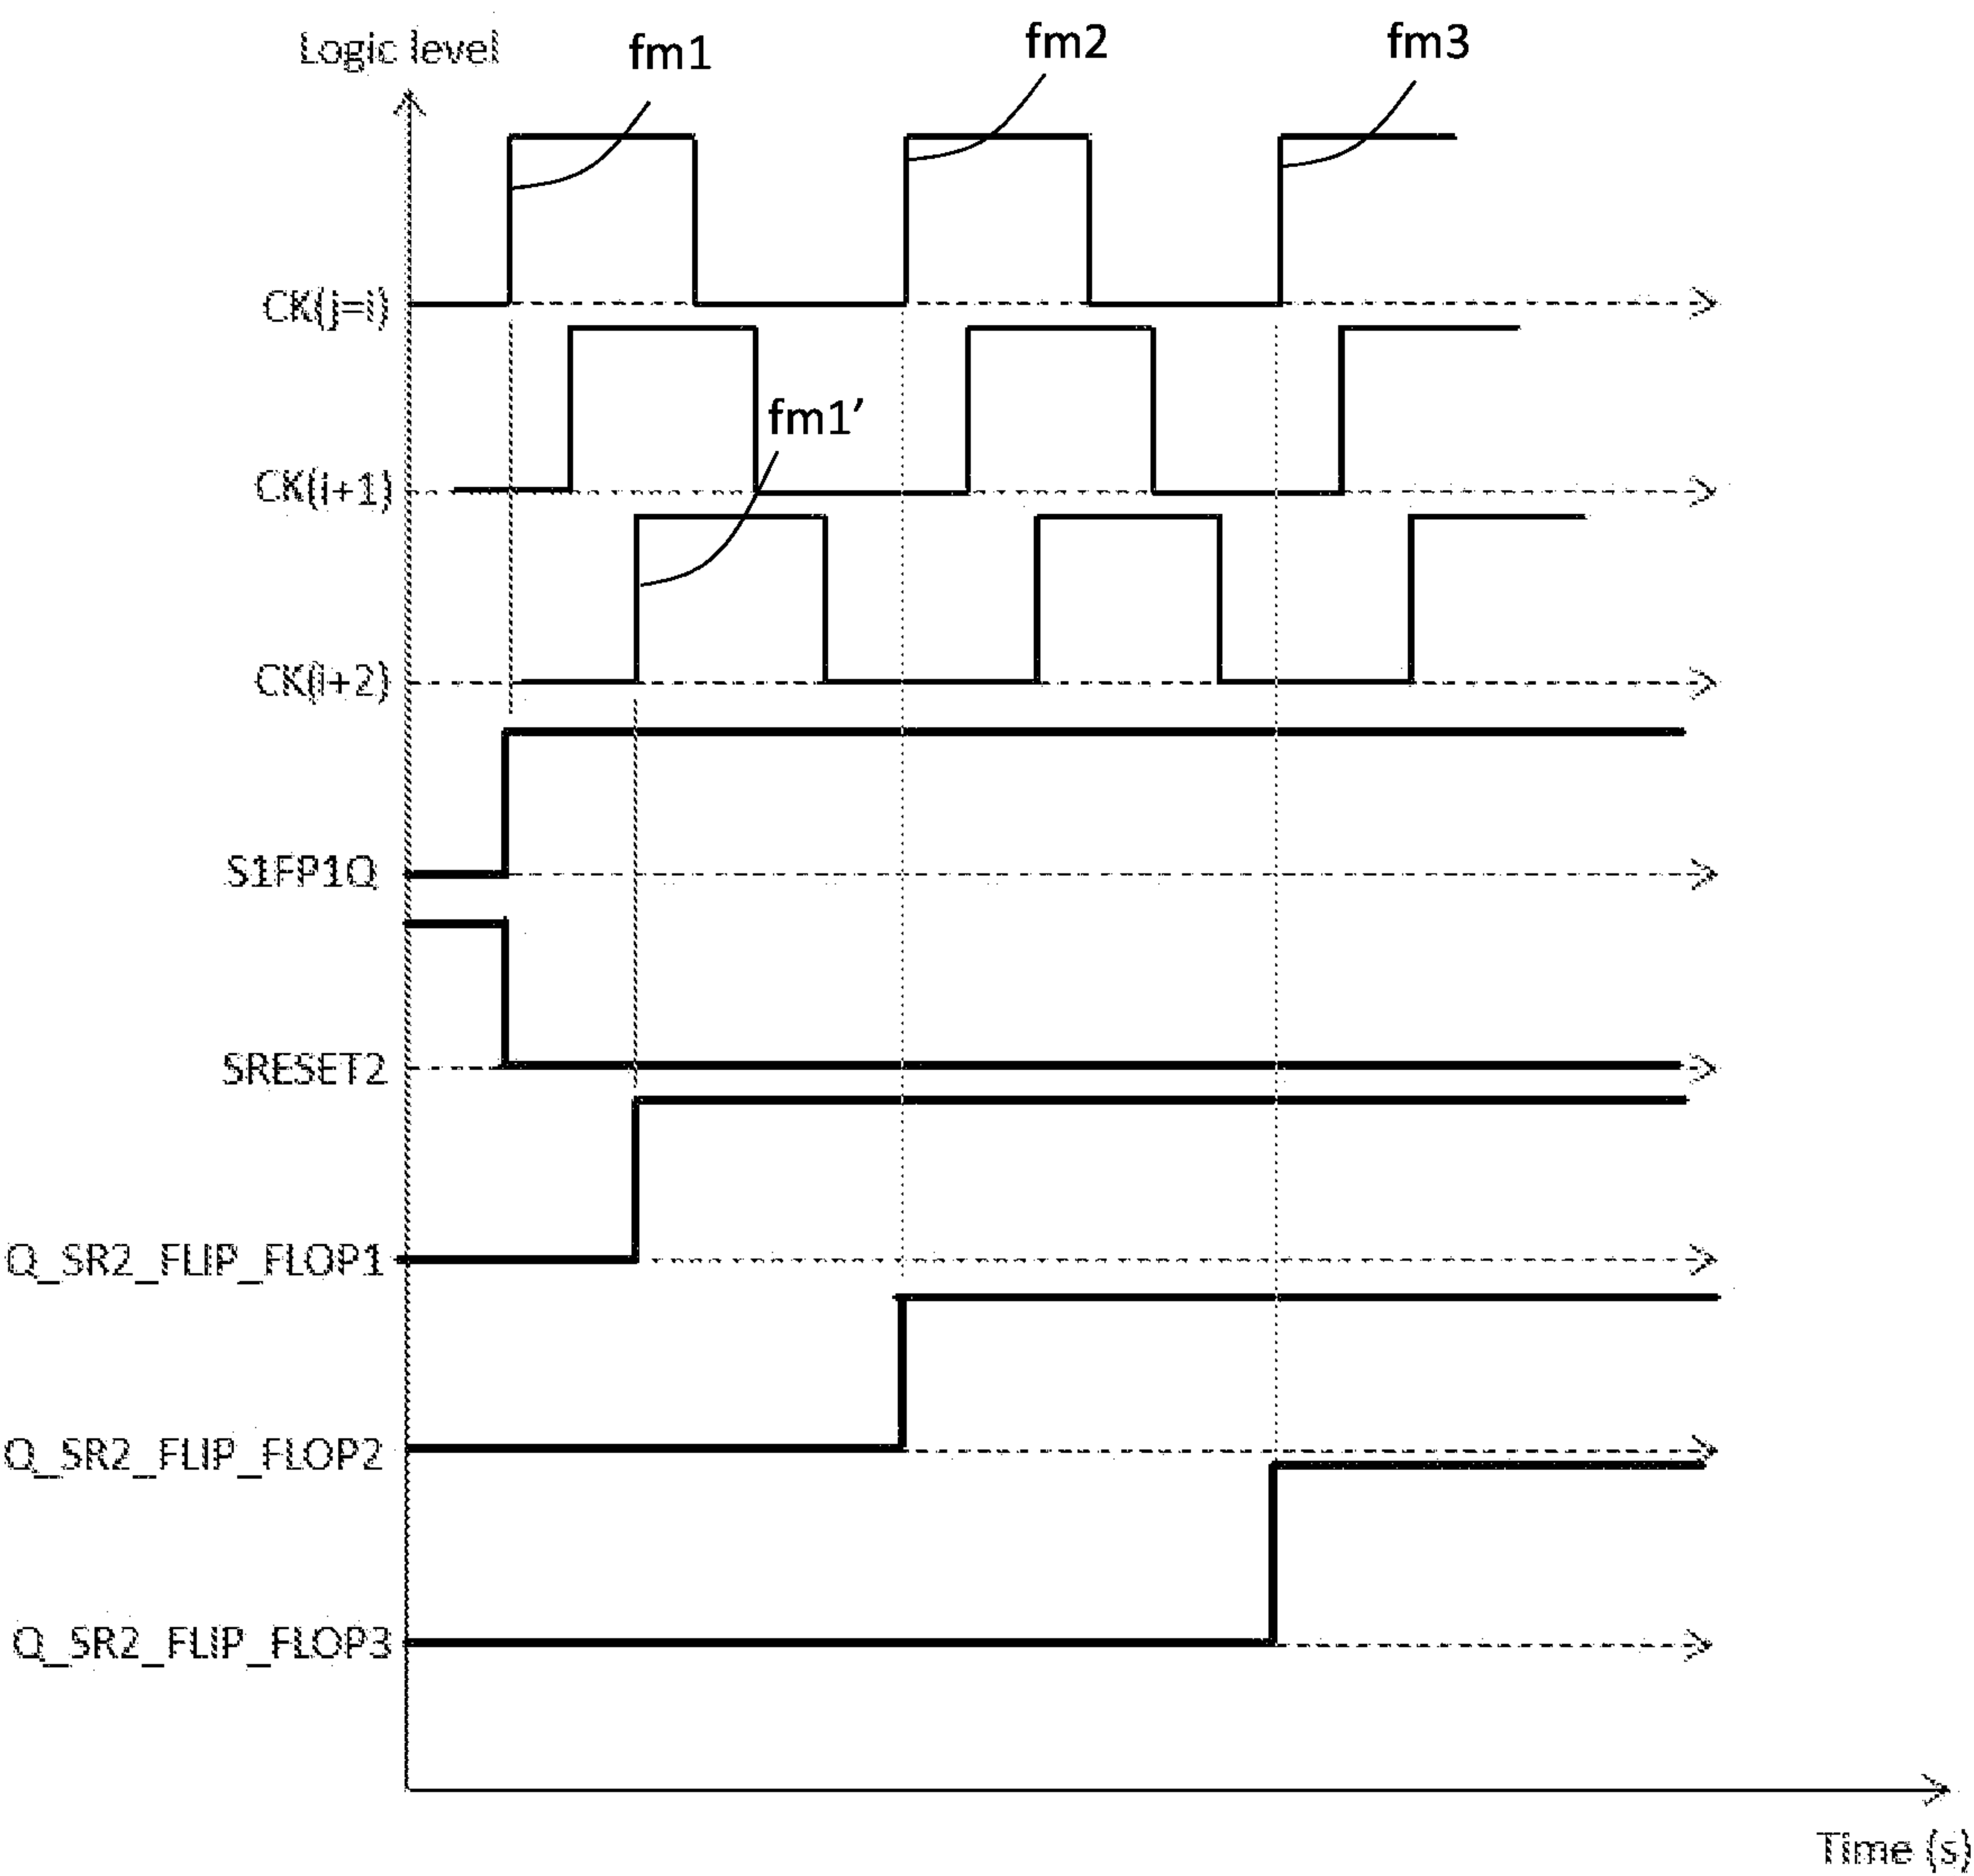 Logic level
fm1
fm2
fm3
CK(j=i)
fm1’
CK(i+1)
CK(i+2)
S1FP1Q
SRESET2
Q_SR2_FLIP_FLOP1
Q_SR2_FLIP_FLOP2
Q_SR2_FLIP_FLOP3
Time (s)